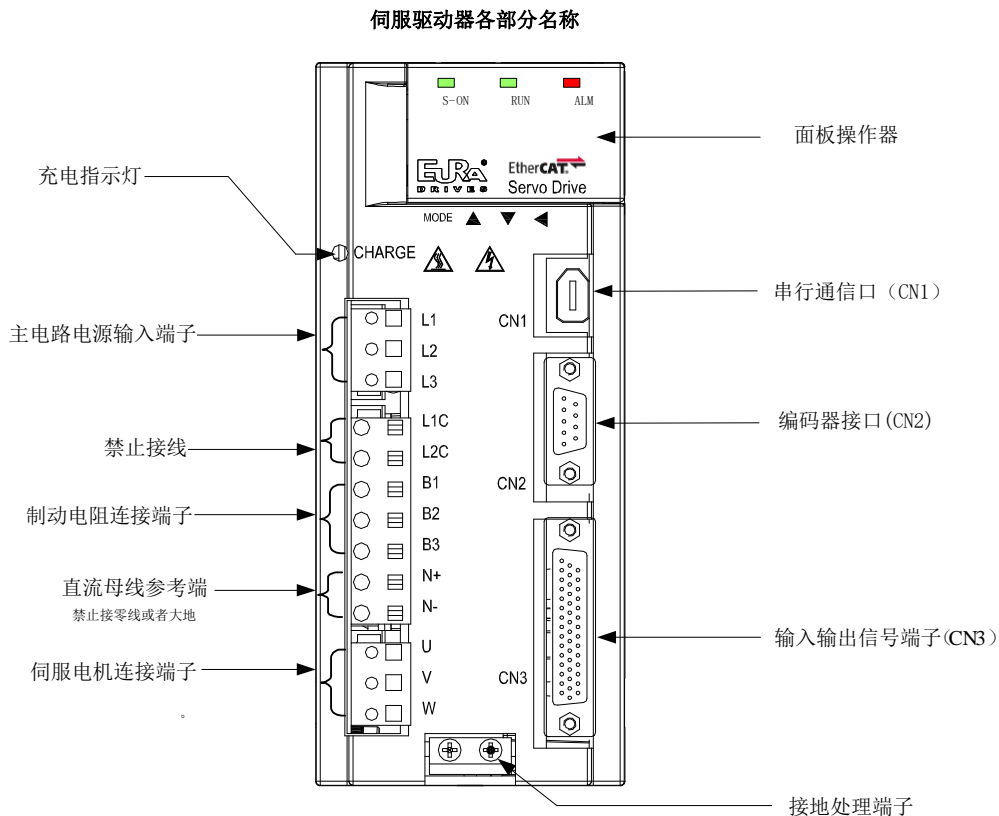 伺服驱动器各部分名称
S-ON RUN ALM
面板操作器
EURA®
DRIVES
EtherCAT
Servo Drive
充电指示灯
MODE
CHARGE
串行通信口（CN1）
CN1
主电路电源输入端子
L1
L2
L3
编码器接口(CN2)
禁止接线
L1C
L2C
B1
CN2
制动电阻连接端子
B2
B3
直流母线参考端
禁止接零线或者大地
N+
N-
输入输出信号端子(CN3）
伺服电机连接端子
U
V
CN3
W
接地处理端子